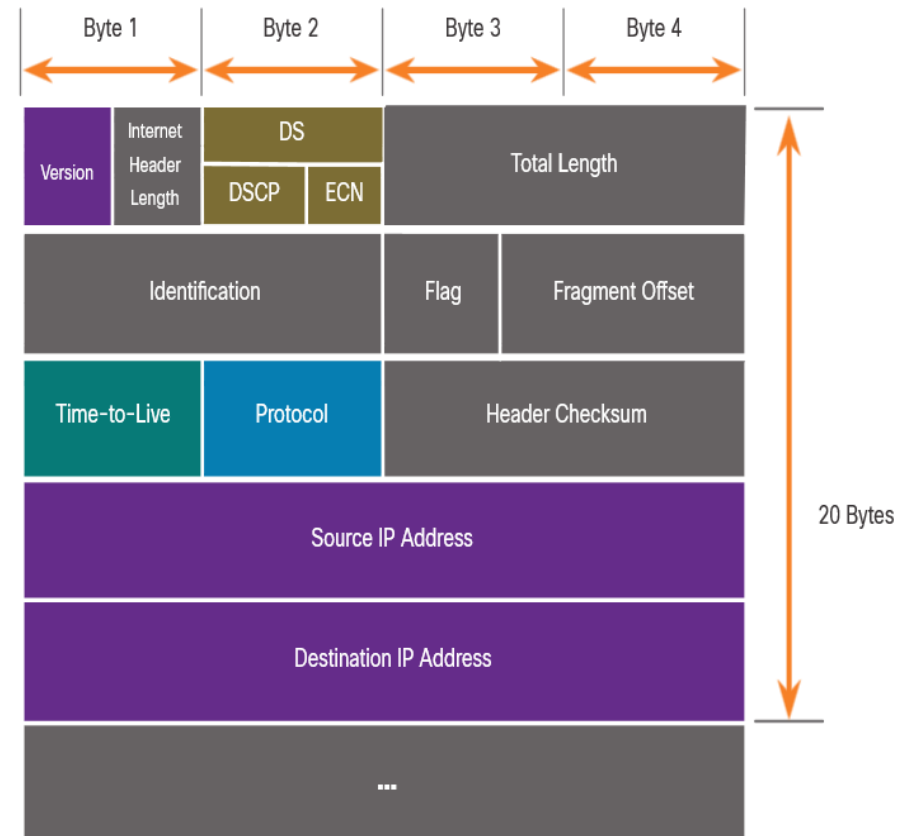 Byte 1
Byte 2
Byte 3
Byte 4
Version
Internet
Header
Length
DS
DSCP
ECN
Total Length
Identification
Flag
Fragment Offset
Time-to-Live
Protocol
Header Checksum
Source IP Address
20 Bytes
Destination IP Address
...